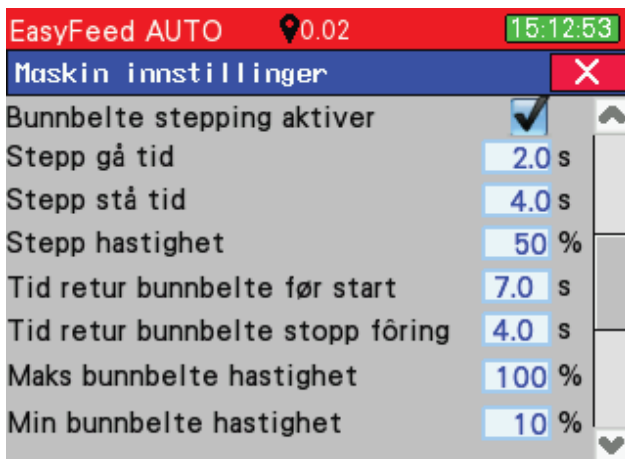 EasyFeed AUTO 0.02 15:12:53
Maskin innstillinger
Bunnbelte stepping aktiver
Stepp gå tid 2.0 s
Stepp stå tid 4.0 s
Stepp hastighet 50 %
Tid retur bunnbelte før start 7.0 s
Tid retur bunnbelte stopp fôring 4.0 s
Maks bunnbelte hastighet 100 %
Min bunnbelte hastighet 10 %